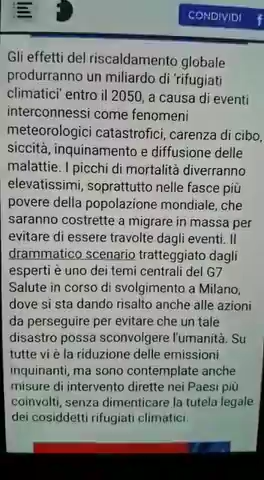 CONDIVIDI
Gli effetti del riscaldamento globale
produrranno un miliardo di 'rifugiati
climatici' entro il 2050, a causa di eventi
interconnessi come fenomeni
meteorologici catastrofici, carenza di cibo,
siccità, inquinamento e diffusione delle
malattie. I picchi di mortalità diverranno
elevatissimi, soprattutto nelle fasce più
povere della popolazione mondiale, che
saranno costrette a migrare in massa per
evitare di essere travolte dagli eventi. Il
drammatico scenario tratteggiato dagli
esperti è uno dei temi centrali del G7
Salute in corso di svolgimento a Milano,
dove si sta dando risalto anche alle azioni
da perseguire per evitare che un tale
disastro possa sconvolgere l'umanità. Su
tutte vi è la riduzione delle emissioni
inquinanti, ma sono contemplate anche
misure di intervento dirette nei Paesi più
coinvolti, senza dimenticare la tutela legale
dei cosiddetti rifugiati climatici.